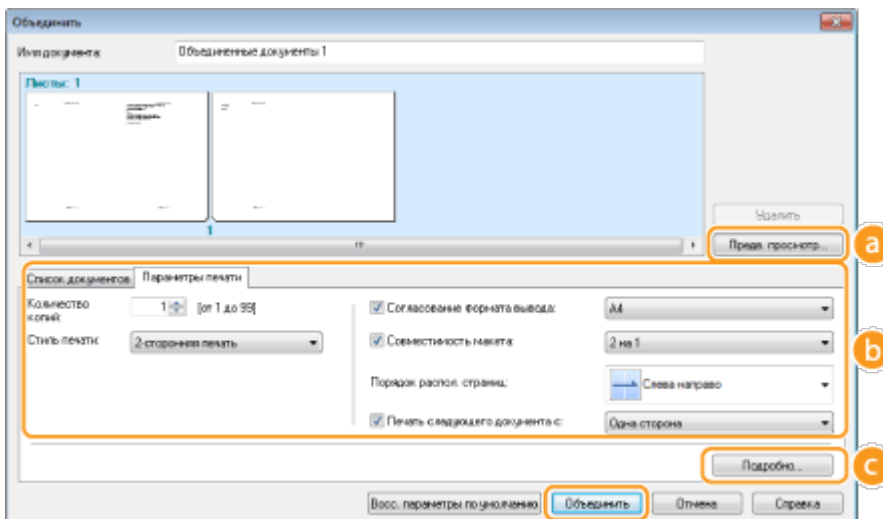 Объединить
Имя документа: Объединенные документы 1
Листы: 1
1
Удалить
Предв. просмотр...
a
Список документов Параметры печати
Количество копий: 1 [от 1 до 99]
Стиль печати: 2-сторонняя печать
Согласование формата вывода: A4
Совместимость макета: 2 на 1
Порядок распол. страниц: Слева направо
Печать следующего документа с: Одна сторона
b
Подробно...
c
Восс. параметры по умолчанию Объединить Отмена Справка